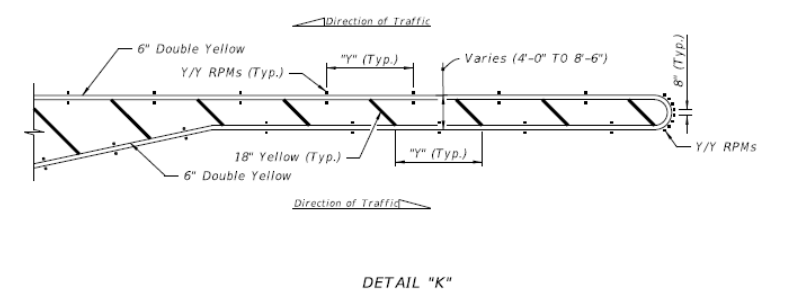 Direction of Traffic
6" Double Yellow
"Y" (Typ.)
Varies (4'-0" TO 8'-6")
8" (Typ.)
Y/Y RPMs (Typ.)
18" Yellow (Typ.)
"Y" (Typ.)
Y/Y RPMs
6" Double Yellow
Direction of Traffic
DETAIL "K"